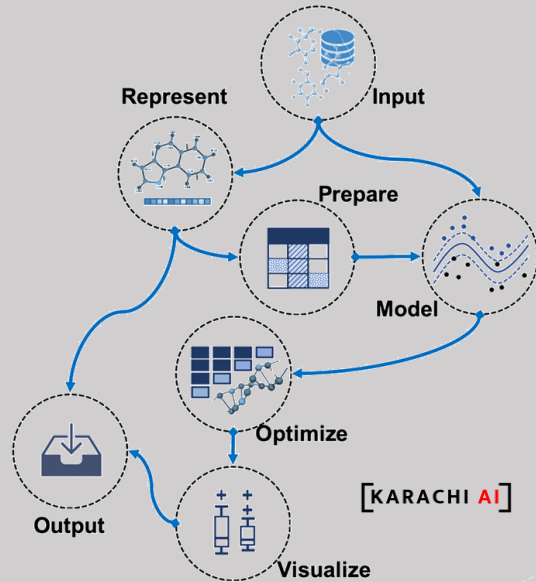 Represent
Input
Prepare
Model
Optimize
Output
[KARACHI AI]
Visualize